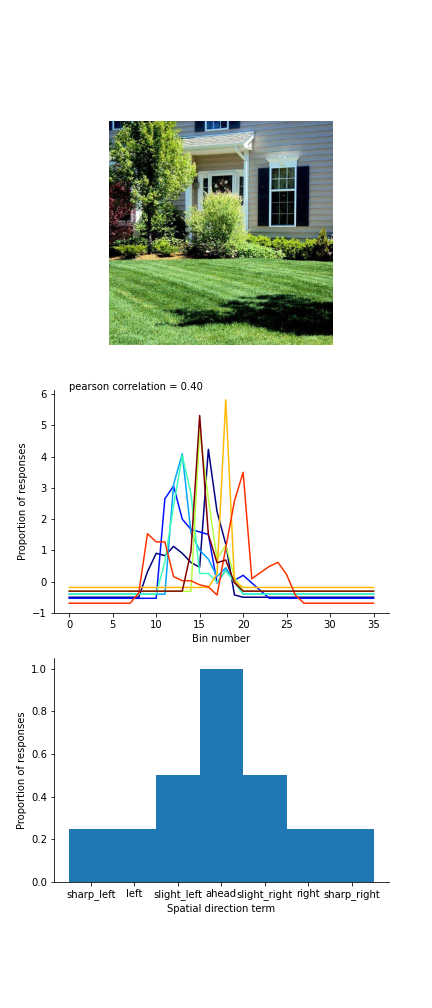 pearson correlation = 0.40
6
5
4
3
2
1
0
−1
Proportion of responses
0 5 10 15 20 25 30 35
Bin number
1.0
0.8
0.6
0.4
0.2
0.0
Proportion of responses
sharp_left left slight_left ahead slight_right right sharp_right
Spatial direction term